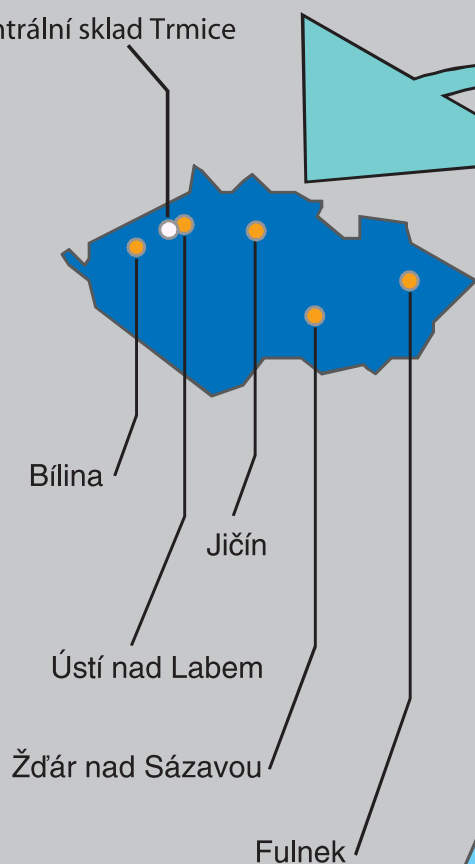 ntrální sklad Trmice
Bílina
Jičín
Ústí nad Labem
Žďár nad Sázavou
Fulnek